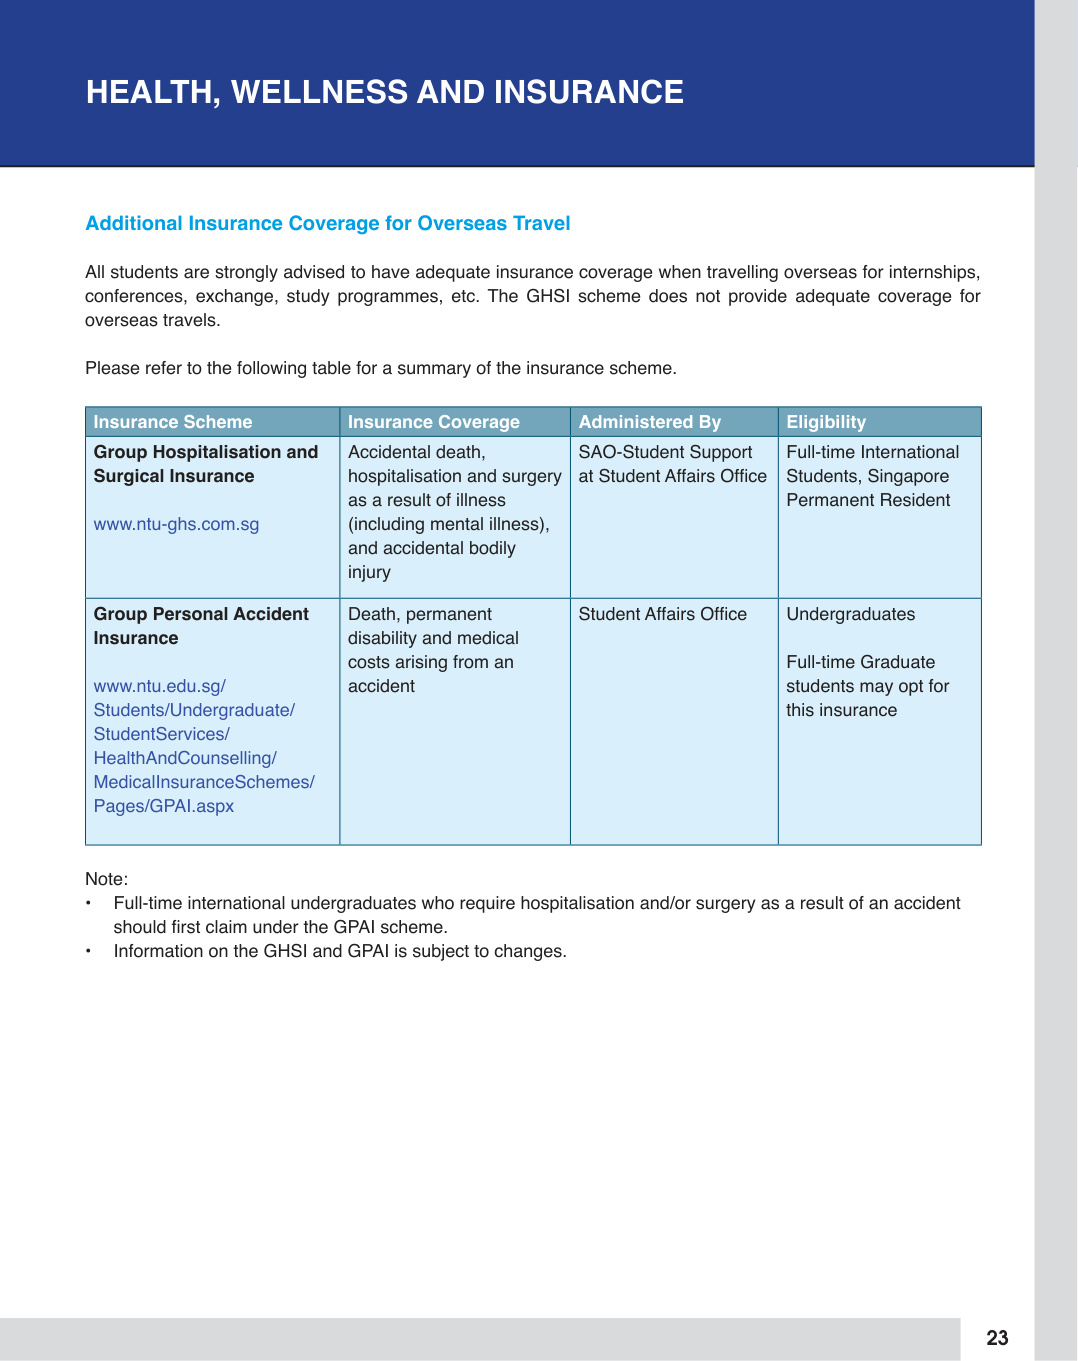 HEALTH, WELLNESS AND INSURANCE
Additional Insurance Coverage for Overseas Travel
All students are strongly advised to have adequate insurance coverage when travelling overseas for internships,
conferences, exchange, study programmes, etc. The GHSI scheme does not provide adequate coverage for
overseas travels.
Please refer to the following table for a summary of the insurance scheme.
Insurance Scheme
Insurance Coverage
Administered By
Eligibility
Group Hospitalisation and
Surgical Insurance
www.ntu-ghs.com.sg
Accidental death,
hospitalisation and surgery
as a result of illness
(including mental illness),
and accidental bodily
injury
SAO-Student Support
at Student Affairs Office
Full-time International
Students, Singapore
Permanent Resident
Group Personal Accident
Insurance
www.ntu.edu.sg/
Students/Undergraduate/
StudentServices/
HealthAndCounselling/
MedicalInsuranceSchemes/
Pages/GPAI.aspx
Death, permanent
disability and medical
costs arising from an
accident
Student Affairs Office
Undergraduates
Full-time Graduate
students may opt for
this insurance
Note:
• Full-time international undergraduates who require hospitalisation and/or surgery as a result of an accident
should first claim under the GPAI scheme.
• Information on the GHSI and GPAI is subject to changes.
23